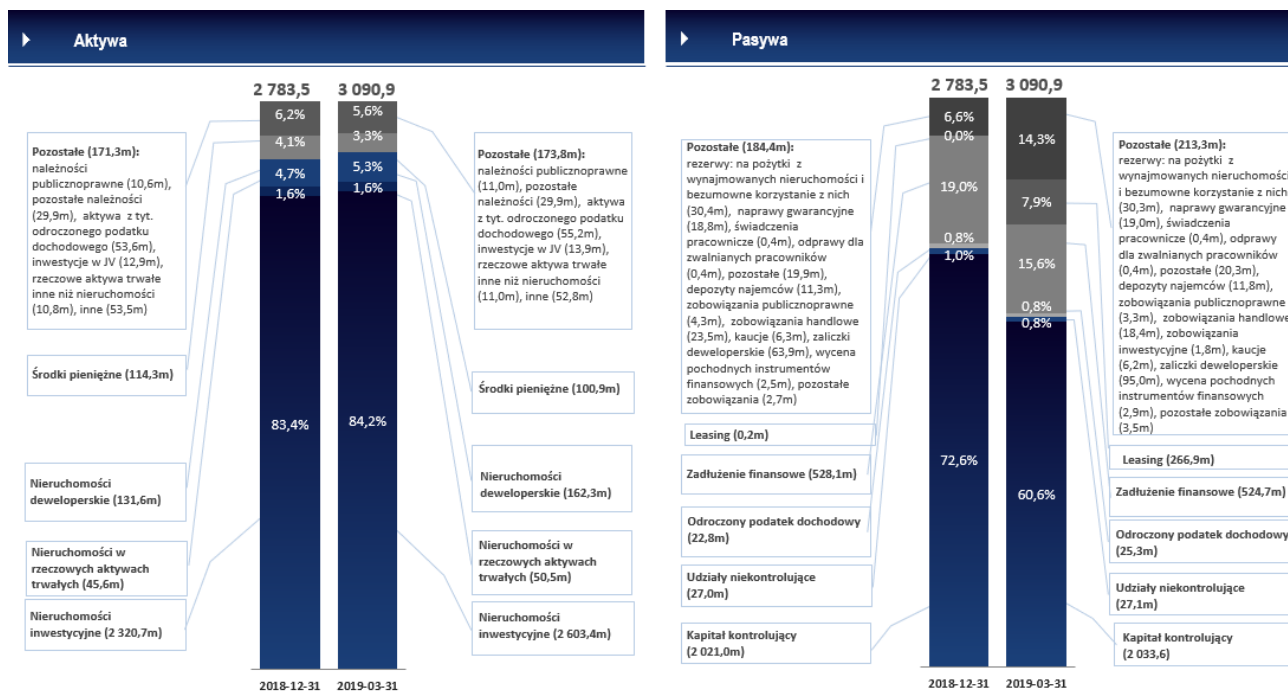 Aktywa
2 783,5 3 090,9
6,2% 5,6%
4,1% 3,3%
4,7% 5,3%
1,6% 1,6%
83,4% 84,2%
2018-12-31 2019-03-31
Pozostałe (171,3m):
należności
publicznoprawne (10,6m),
pozostałe należności
(29,9m), aktywa z tyt.
odroczonego podatku
dochodowego (53,6m),
inwestycje w JV (12,9m),
rzeczowe aktywa trwałe
inne niż nieruchomości
(10,8m), inne (53,5m)
Środki pieniężne (114,3m)
Nieruchomości
deweloperskie (131,6m)
Nieruchomości w
rzeczowych aktywach
trwałych (45,6m)
Nieruchomości
inwestycyjne (2 320,7m)
Pozostałe (173,8m):
należności publicznoprawne
(11,0m), pozostałe
należności (29,9m), aktywa
z tyt. odroczonego podatku
dochodowego (55,2m),
inwestycje w JV (13,9m),
rzeczowe aktywa trwałe
inne niż nieruchomości
(11,0m), inne (52,8m)
Środki pieniężne (100,9m)
Nieruchomości
deweloperskie (162,3m)
Nieruchomości w
rzeczowych aktywach
trwałych (50,5m)
Nieruchomości
inwestycyjne (2 603,4m)
Pasywa
2 783,5 3 090,9
6,6% 14,3%
0,0% 7,9%
19,0% 15,6%
0,8% 0,8%
1,0% 0,8%
72,6% 60,6%
2018-12-31 2019-03-31
Pozostałe (184,4m):
rezerwy: na pożytki z
wynajmowanych nieruchomości i
bezumowne korzystanie z nich
(30,4m), naprawy gwarancyjne
(18,8m), świadczenia
pracownicze (0,4m), odprawy dla
zwalnianych pracowników
(0,4m), pozostałe (19,9m),
depozyty najemców (11,3m),
zobowiązania publicznoprawne
(4,3m), zobowiązania handlowe
(23,5m), kaucje (6,3m), zaliczki
deweloperskie (63,9m), wycena
pochodnych instrumentów
finansowych (2,5m), pozostałe
zobowiązania (2,7m)
Leasing (0,2m)
Zadłużenie finansowe (528,1m)
Odroczony podatek dochodowy
(22,8m)
Udziały niekontrolujące
(27,0m)
Kapitał kontrolujący
(2 021,0m)
Pozostałe (213,3m):
rezerwy: na pożytki z
wynajmowanych nieruchomości
i bezumowne korzystanie z nich
(30,3m), naprawy gwarancyjne
(19,0m), świadczenia
pracownicze (0,4m), odprawy
dla zwalnianych pracowników
(0,4m), pozostałe (20,3m),
depozyty najemców (11,8m),
zobowiązania publicznoprawne
(3,3m), zobowiązania handlowe
(18,4m), zobowiązania
inwestycyjne (1,8m), kaucje
(6,2m), zaliczki deweloperskie
(95,0m), wycena pochodnych
instrumentów finansowych
(2,9m), pozostałe zobowiązania
(3,5m)
Leasing (266,9m)
Zadłużenie finansowe (524,7m)
Odroczony podatek dochodowy
(25,3m)
Udziały niekontrolujące
(27,1m)
Kapitał kontrolujący
(2 033,6)